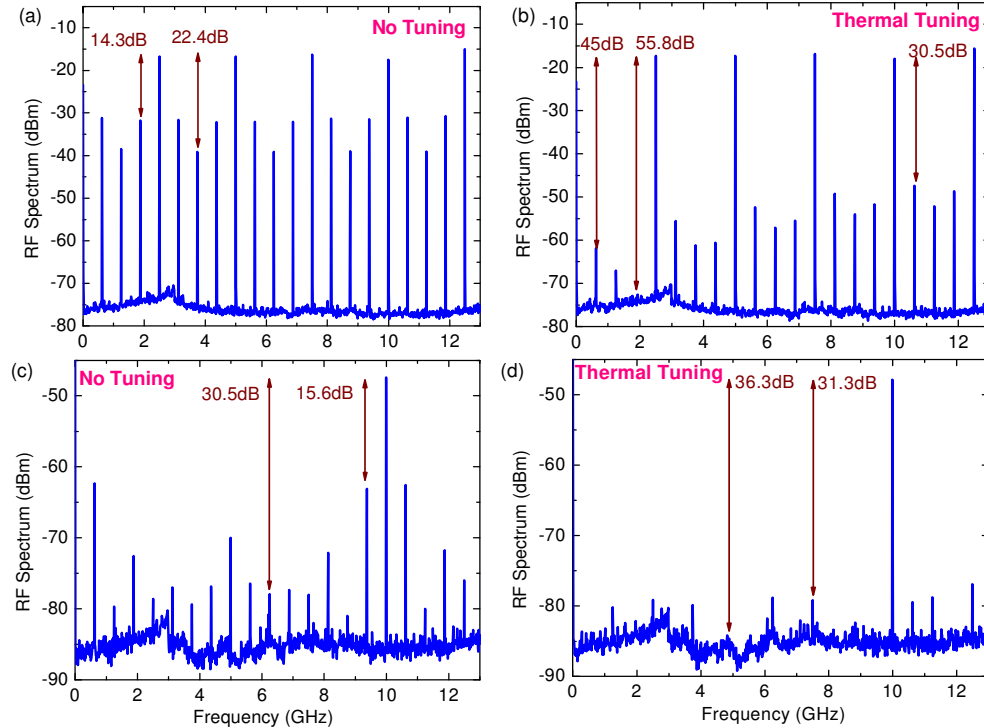 (a) No Tuning
14.3dB 22.4dB
RF Spectrum (dBm)
-10
-20
-30
-40
-50
-60
-70
-80
0 2 4 6 8 10 12
(b) Thermal Tuning
-45dB 55.8dB 30.5dB
RF Spectrum (dBm)
-10
-20
-30
-40
-50
-60
-70
-80
0 2 4 6 8 10 12
(c) No Tuning
30.5dB 15.6dB
RF Spectrum (dBm)
-50
-60
-70
-80
-90
0 2 4 6 8 10 12
Frequency (GHz)
(d) Thermal Tuning
36.3dB 31.3dB
RF Spectrum (dBm)
-50
-60
-70
-80
-90
0 2 4 6 8 10 12
Frequency (GHz)